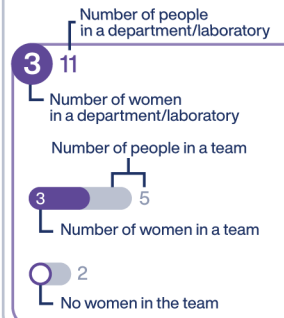 Number of people
in a department/laboratory
3 11
Number of women
in a department/laboratory
Number of people in a team
3 5
Number of women in a team
2
No women in the team